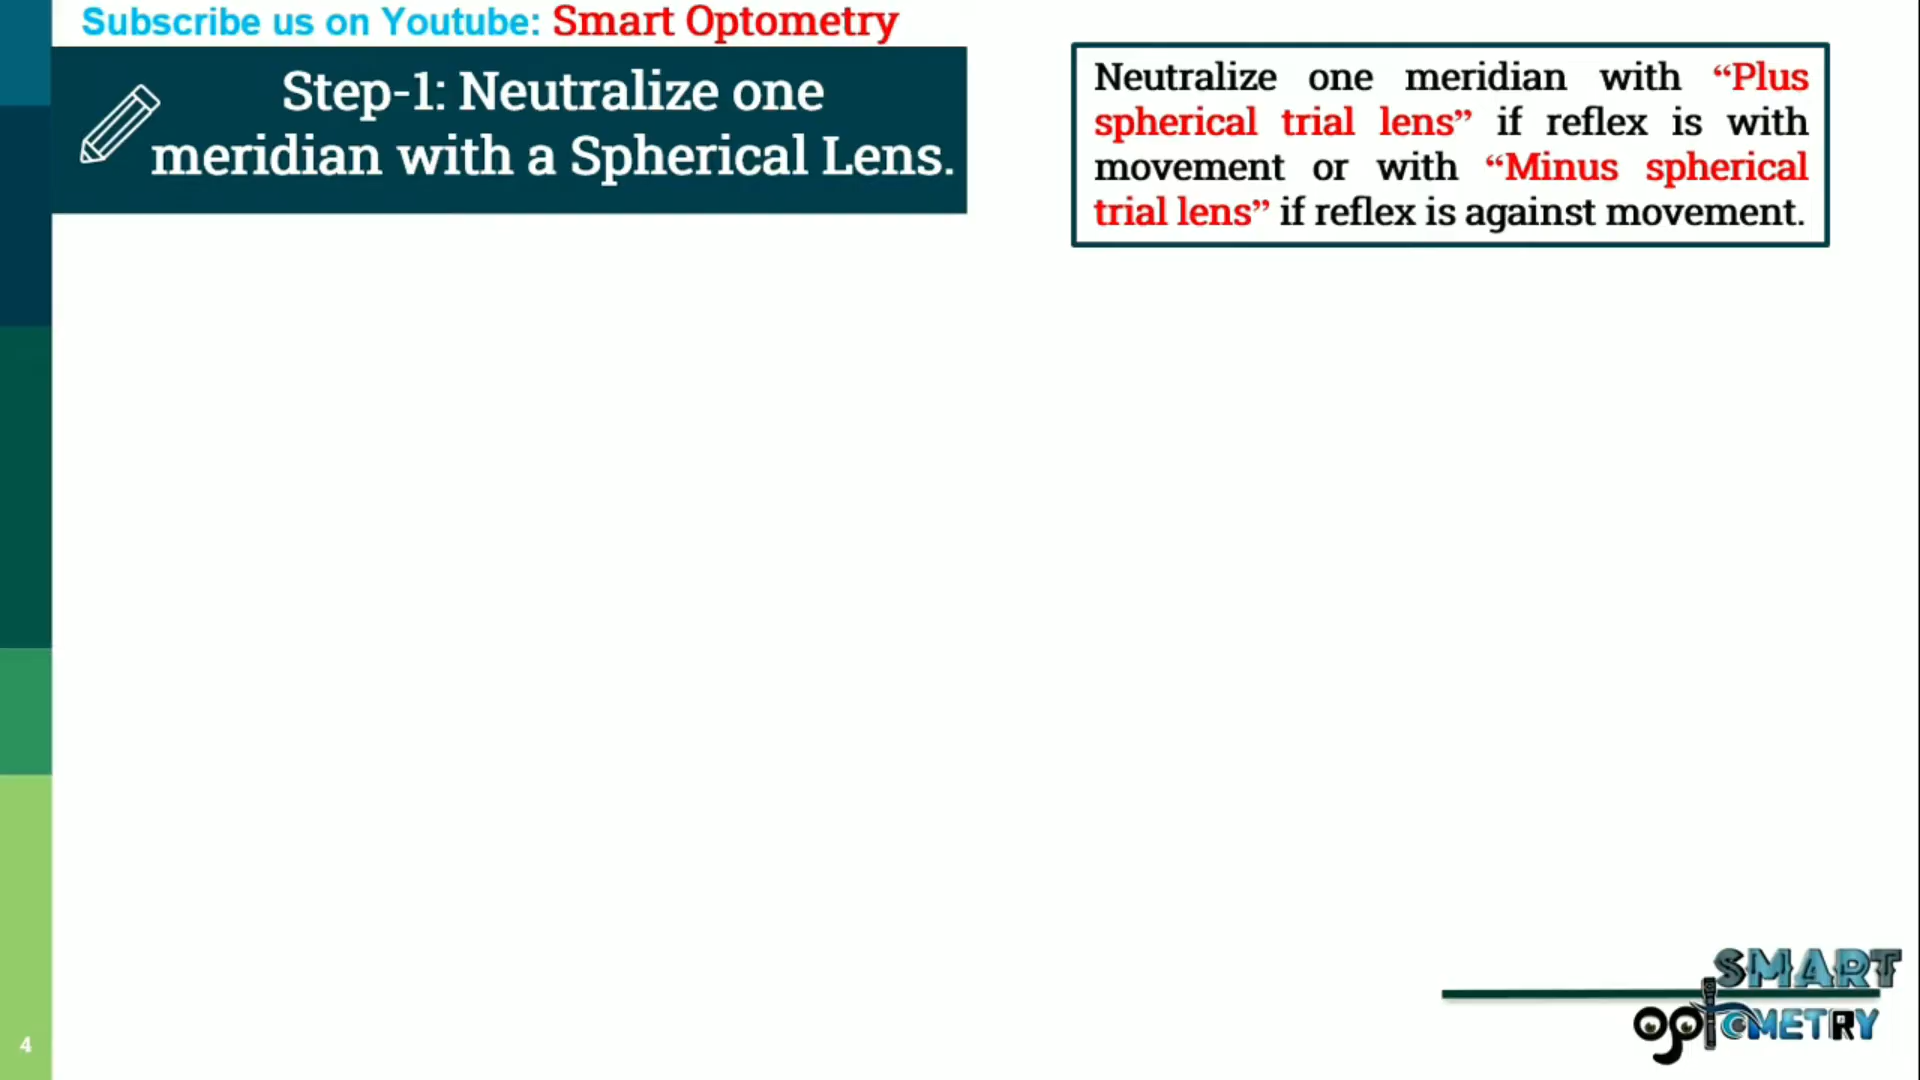 Subscribe us on Youtube: Smart Optometry
Step-1: Neutralize one
meridian with a Spherical Lens.
Neutralize one meridian with “Plus
spherical trial lens” if reflex is with
movement or with “Minus spherical
trial lens” if reflex is against movement.
SMART
OptOMETRY
4